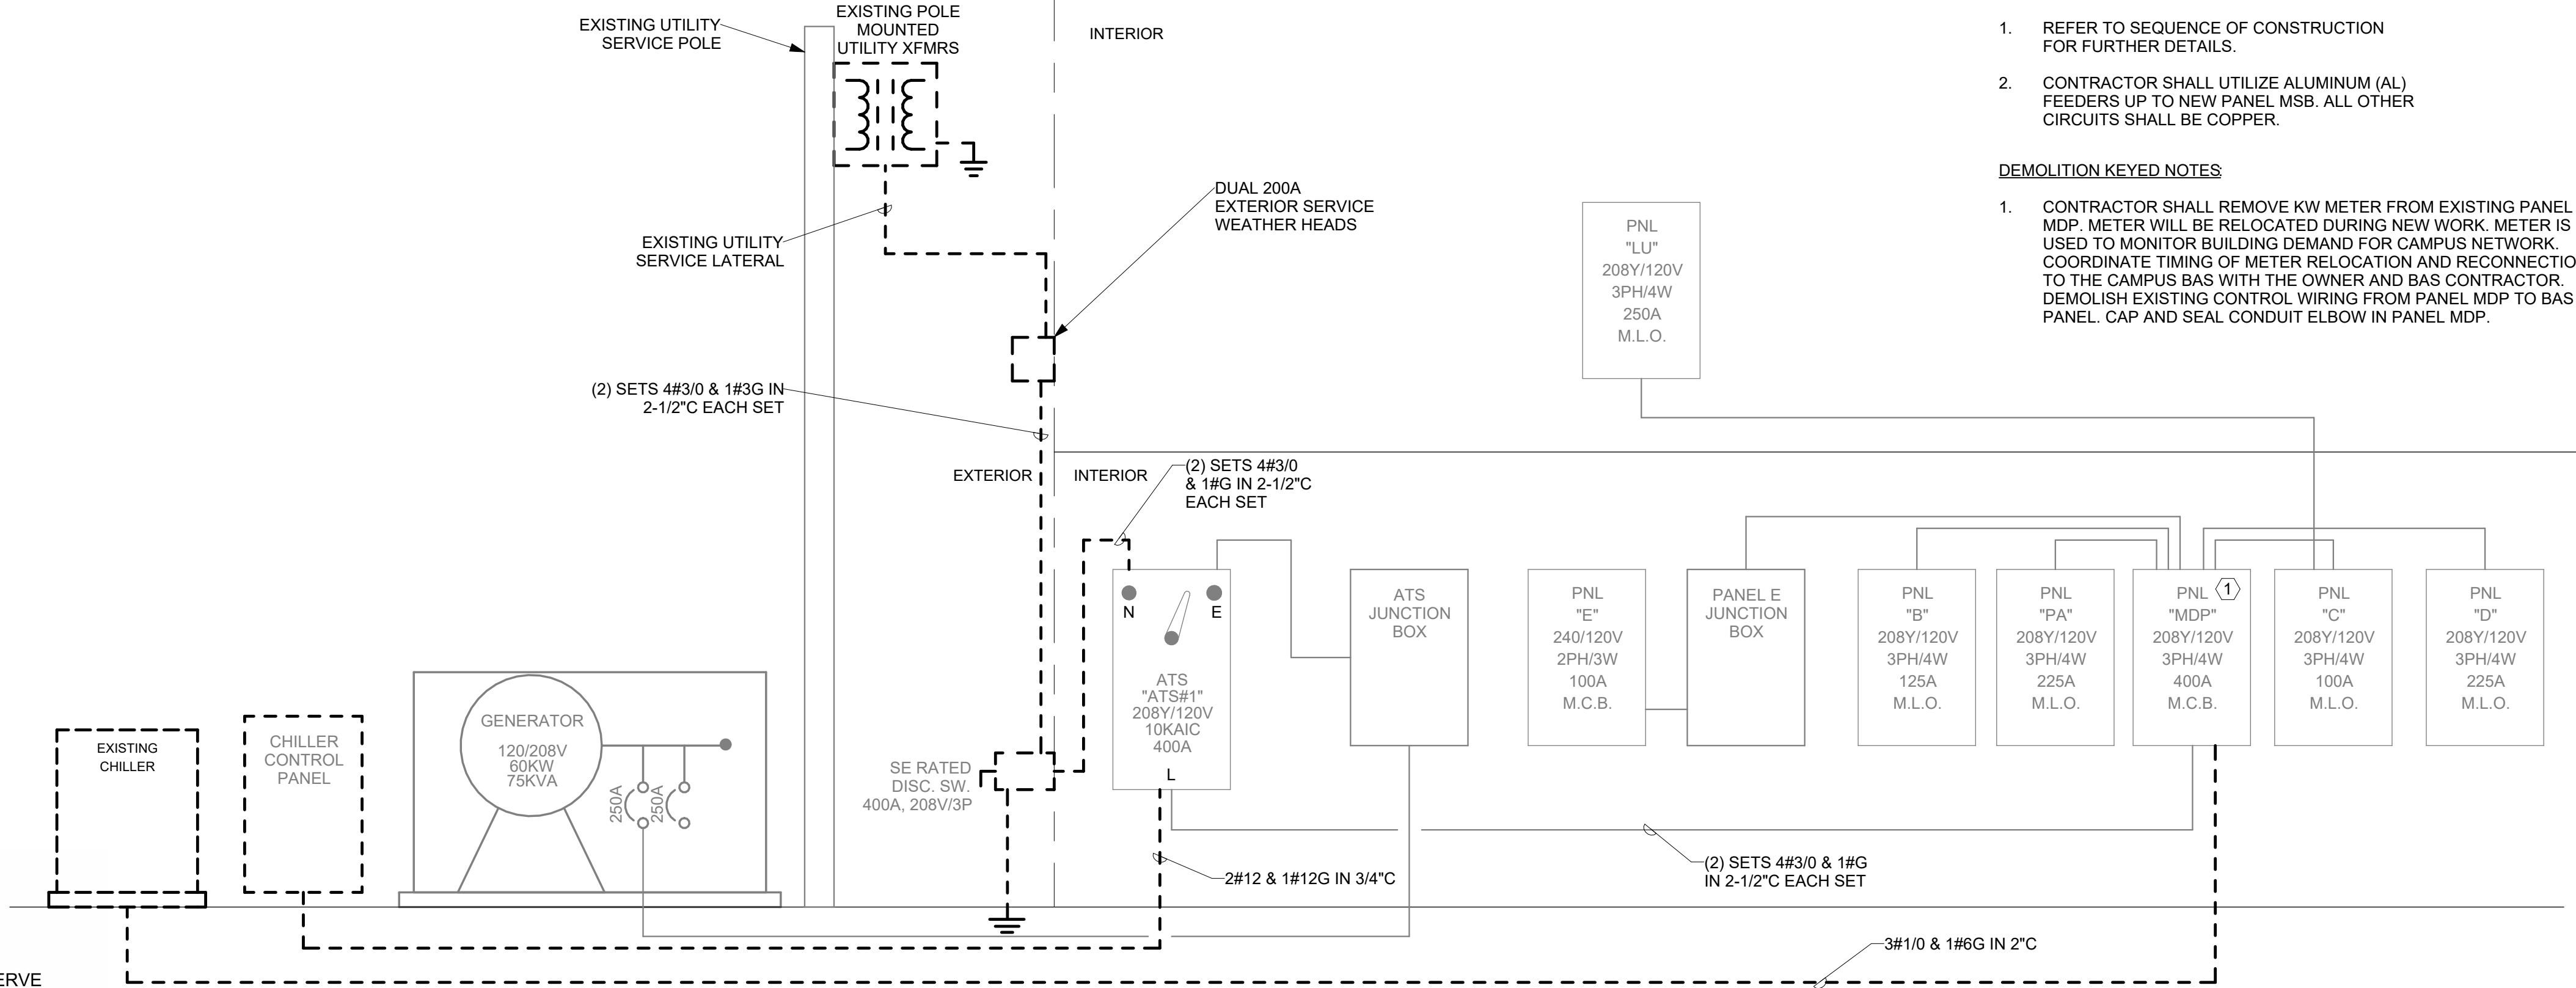 EXISTING UTILITY
SERVICE POLE
EXISTING POLE
MOUNTED
UTILITY XFMRS
INTERIOR
1. REFER TO SEQUENCE OF CONSTRUCTION
FOR FURTHER DETAILS.
2. CONTRACTOR SHALL UTILIZE ALUMINUM (AL)
FEEDERS UP TO NEW PANEL MSB. ALL OTHER
CIRCUITS SHALL BE COPPER.
DEMOLITION KEYED NOTES:
1. CONTRACTOR SHALL REMOVE KW METER FROM EXISTING PANEL
MDP. METER WILL BE RELOCATED DURING NEW WORK. METER IS
USED TO MONITOR BUILDING DEMAND FOR CAMPUS NETWORK.
COORDINATE TIMING OF METER RELOCATION AND RECONNECTIO
TO THE CAMPUS BAS WITH THE OWNER AND BAS CONTRACTOR.
DEMOLISH EXISTING CONTROL WIRING FROM PANEL MDP TO BAS
PANEL. CAP AND SEAL CONDUIT ELBOW IN PANEL MDP.
EXISTING UTILITY
SERVICE LATERAL
DUAL 200A
EXTERIOR SERVICE
WEATHER HEADS
PNL
"LU"
208Y/120V
3PH/4W
250A
M.L.O.
(2) SETS 4#3/0 & 1#3G IN
2-1/2"C EACH SET
EXTERIOR
INTERIOR
(2) SETS 4#3/0
& 1#G IN 2-1/2"C
EACH SET
N
E
ATS
"ATS#1"
208Y/120V
10KAIC
400A
L
ATS
JUNCTION
BOX
PNL
"E"
240/120V
2PH/3W
100A
M.C.B.
PANEL E
JUNCTION
BOX
PNL
"B"
208Y/120V
3PH/4W
125A
M.L.O.
PNL
"PA"
208Y/120V
3PH/4W
225A
M.L.O.
PNL
1
"MDP"
208Y/120V
3PH/4W
400A
M.C.B.
PNL
"C"
208Y/120V
3PH/4W
100A
M.L.O.
PNL
"D"
208Y/120V
3PH/4W
225A
M.L.O.
EXISTING
CHILLER
CHILLER
CONTROL
PANEL
GENERATOR
120/208V
60KW
75KVA
250A
250A
SE RATED
DISC. SW.
400A, 208V/3P
2#12 & 1#12G IN 3/4"C
(2) SETS 4#3/0 & 1#G
IN 2-1/2"C EACH SET
3#1/0 & 1#6G IN 2"C
ERVE